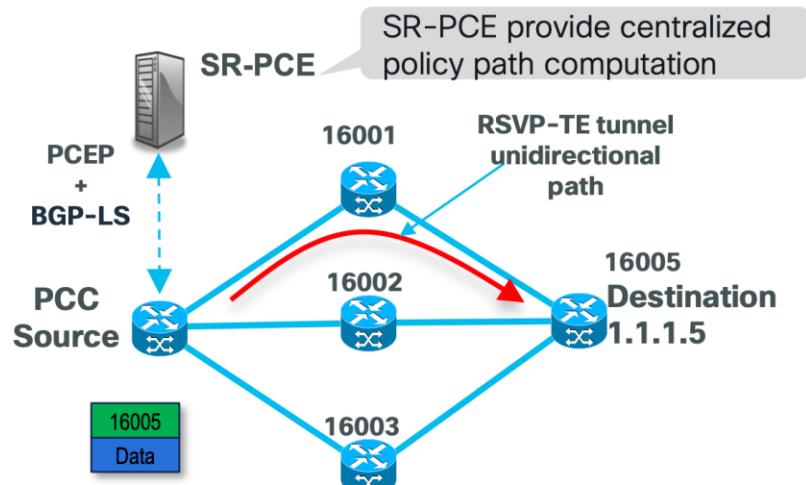 SR-PCE provide centralized
policy path computation
SR-PCE
16001
RSVP-TE tunnel
unidirectional
path
PCEP
+
BGP-LS
16002
16005
Destination
1.1.1.5
PCC
Source
16005
Data
16003